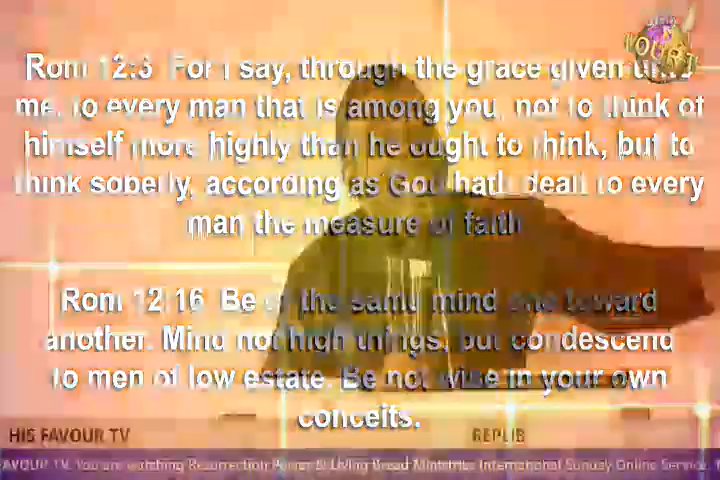 Rom 12:3 For I say, through the grace given unto
me, to every man that is among you, not to think of
himself more highly than he ought to think, but to
think soberly, according as God hath dealt to every
man the measure of faith
Rom 12:16 Be of the same mind one toward
another. Mind not high things, but condescend
to men of low estate. Be not wise in your own
conceits.
HIS FAVOUR TV
REPLIB
AVOUR TV. You are watching Resurrection Power & Living Bread Ministries International Sunday Online Service.